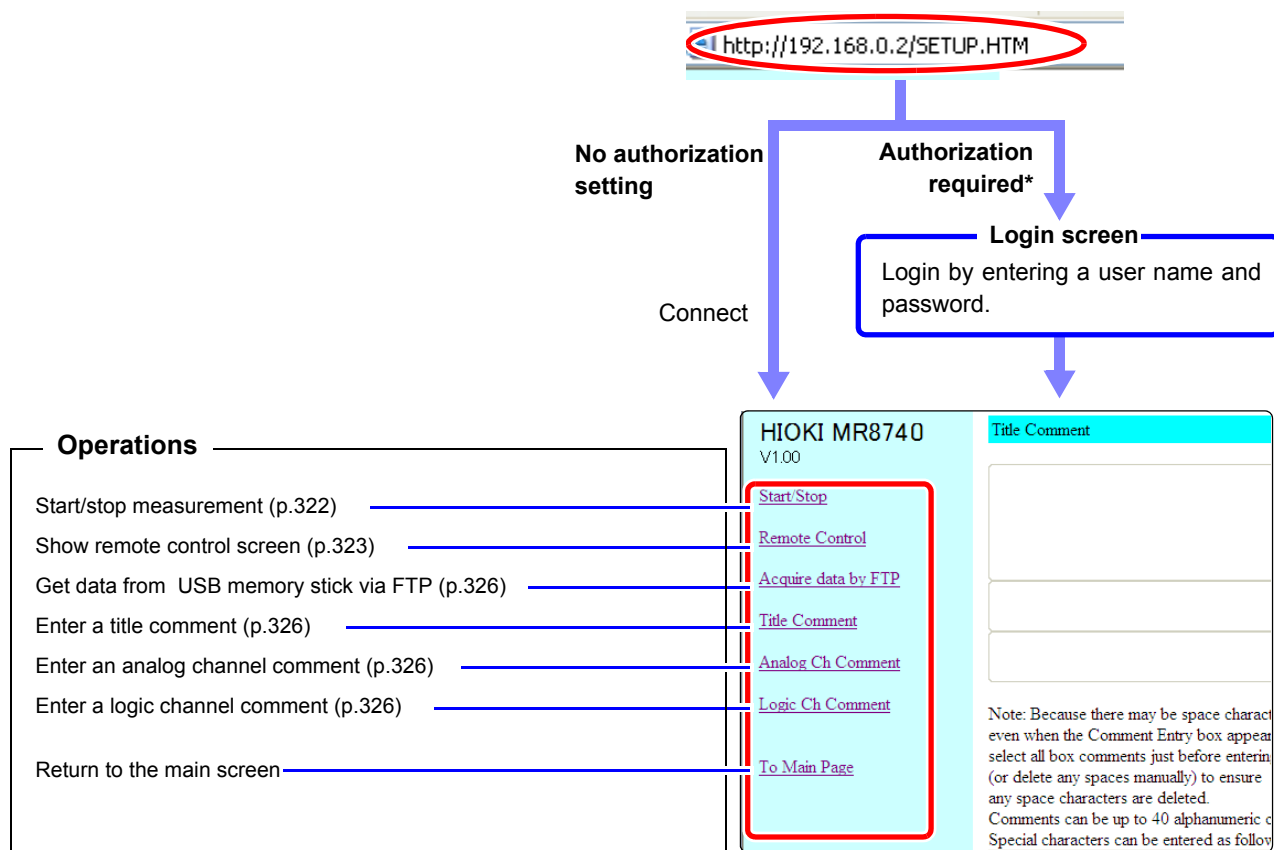 http://192.168.0.2/SETUP.HTM
No authorization
setting
Authorization
required*
Login screen
Login by entering a user name and
password.
Connect
Operations
Start/stop measurement (p.322)
Show remote control screen (p.323)
Get data from USB memory stick via FTP (p.326)
Enter a title comment (p.326)
Enter an analog channel comment (p.326)
Enter a logic channel comment (p.326)
Return to the main screen
HIOKI MR8740
V1.00
Start/Stop
Remote Control
Acquire data by FTP
Title Comment
Analog Ch Comment
Logic Ch Comment
To Main Page
Title Comment
Note: Because there may be space charact
even when the Comment Entry box appear
select all box comments just before enterin
(or delete any spaces manually) to ensure
any space characters are deleted.
Comments can be up to 40 alphanumeric c
Special characters can be entered as follow